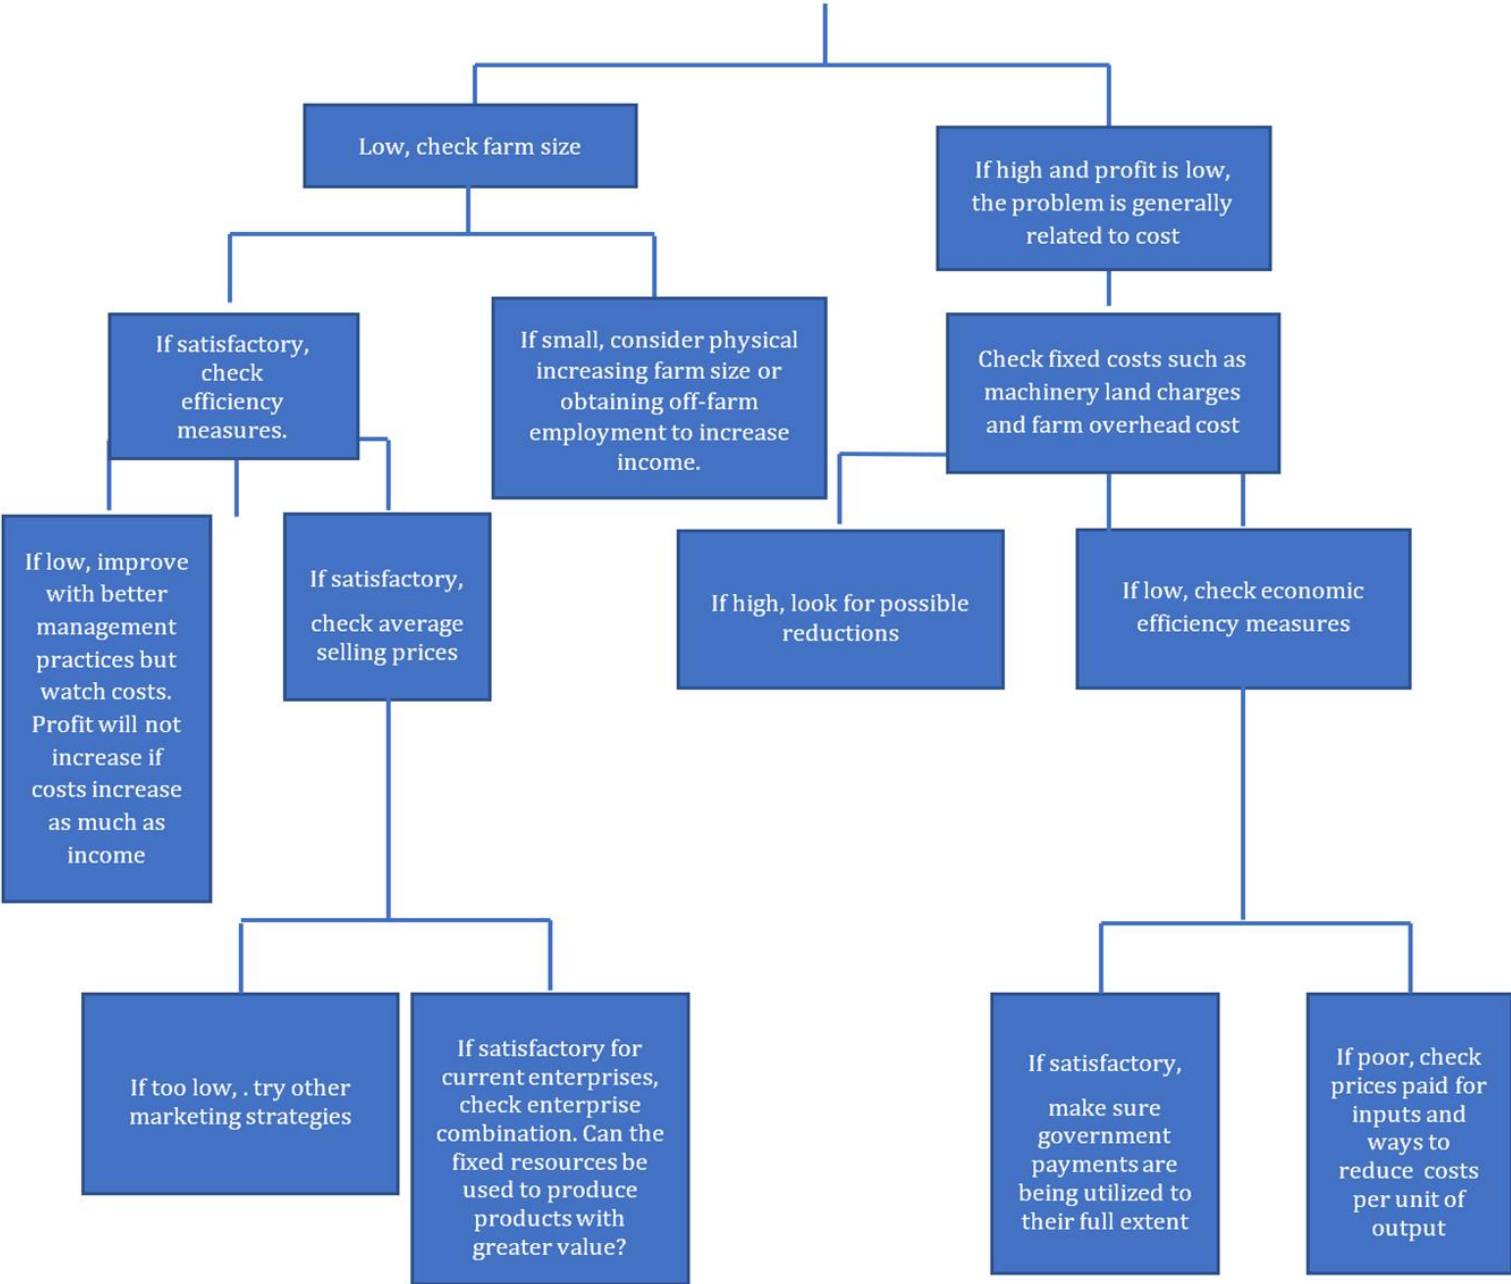 Low, check farm size
If high and profit is low,
the problem is generally
related to cost
If satisfactory,
check
efficiency
measures.
If small, consider physical
increasing farm size or
obtaining off-farm
employment to increase
income.
Check fixed costs such as
machinery land charges
and farm overhead cost
If low, improve
with better
management
practices but
watch costs.
Profit will not
increase if
costs increase
as much as
income
If satisfactory,
check average
selling prices
If high, look for possible
reductions
If low, check economic
efficiency measures
If too low, . try other
marketing strategies
If satisfactory for
current enterprises,
check enterprise
combination. Can the
fixed resources be
used to produce
products with
greater value?
If satisfactory,
make sure
government
payments are
being utilized to
their full extent
If poor, check
prices paid for
inputs and
ways to
reduce costs
per unit of
output